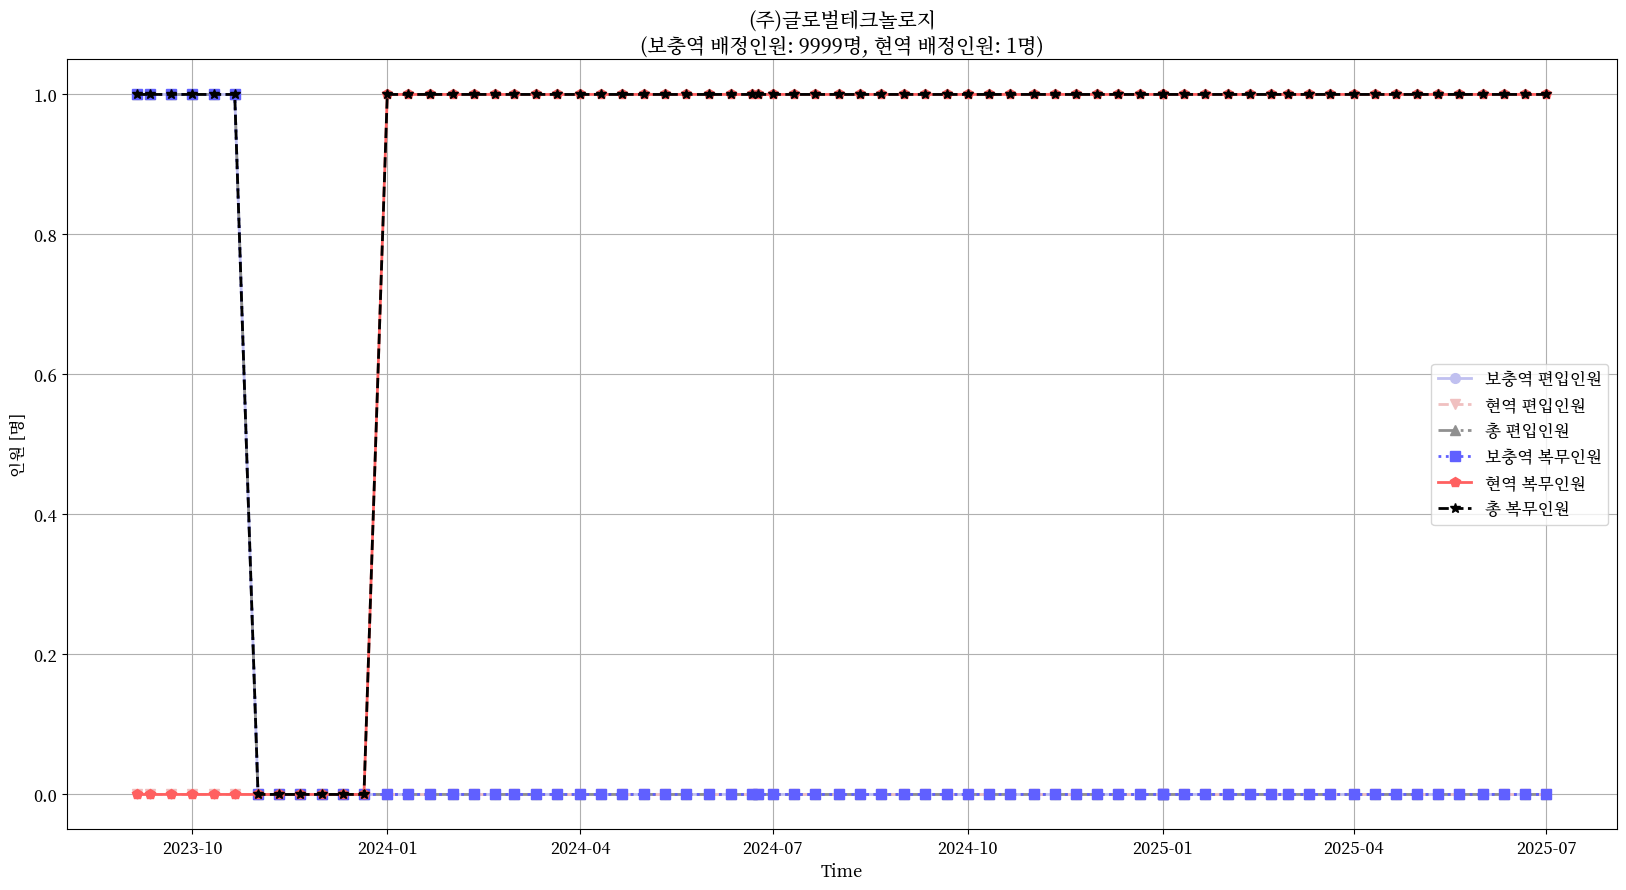 (주)글로벌테크놀로지
(보충역 배정인원: 9999명, 현역 배정인원: 1명)
인원 [명]
1.0
0.8
0.6
0.4
0.2
0.0
보충역 편입인원
현역 편입인원
총 편입인원
보충역 복무인원
현역 복무인원
총 복무인원
2023-10 2024-01 2024-04 2024-07 2024-10 2025-01 2025-04 2025-07
Time